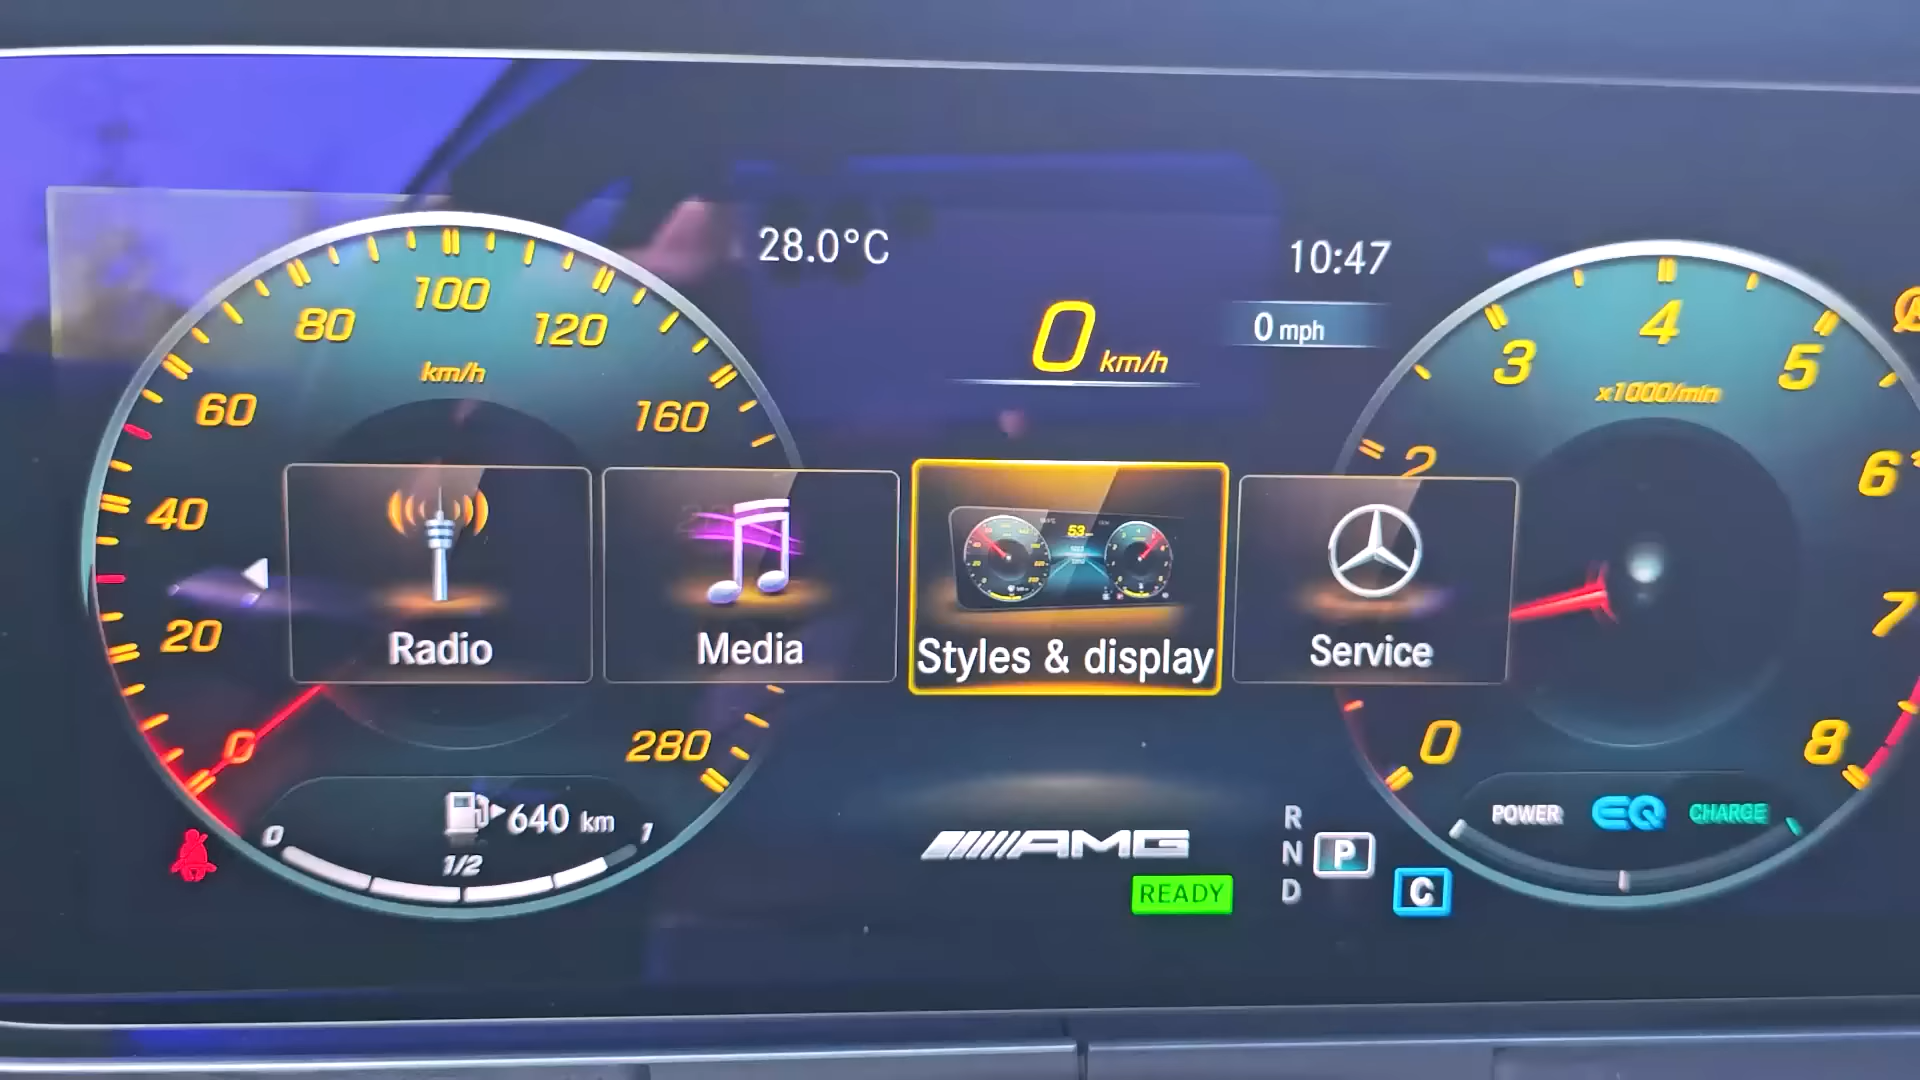 28.0°C
10:47
0 km/h
0 mph
100
80
120
km/h
60
160
40
20
0
280
4
3
5
x1000/min
2
6
7
0
8
Radio
Media
53
Styles & display
Service
640 km
0
1/2
1
AMG
READY
R
N
P
D
C
POWER
EQ
CHARGE